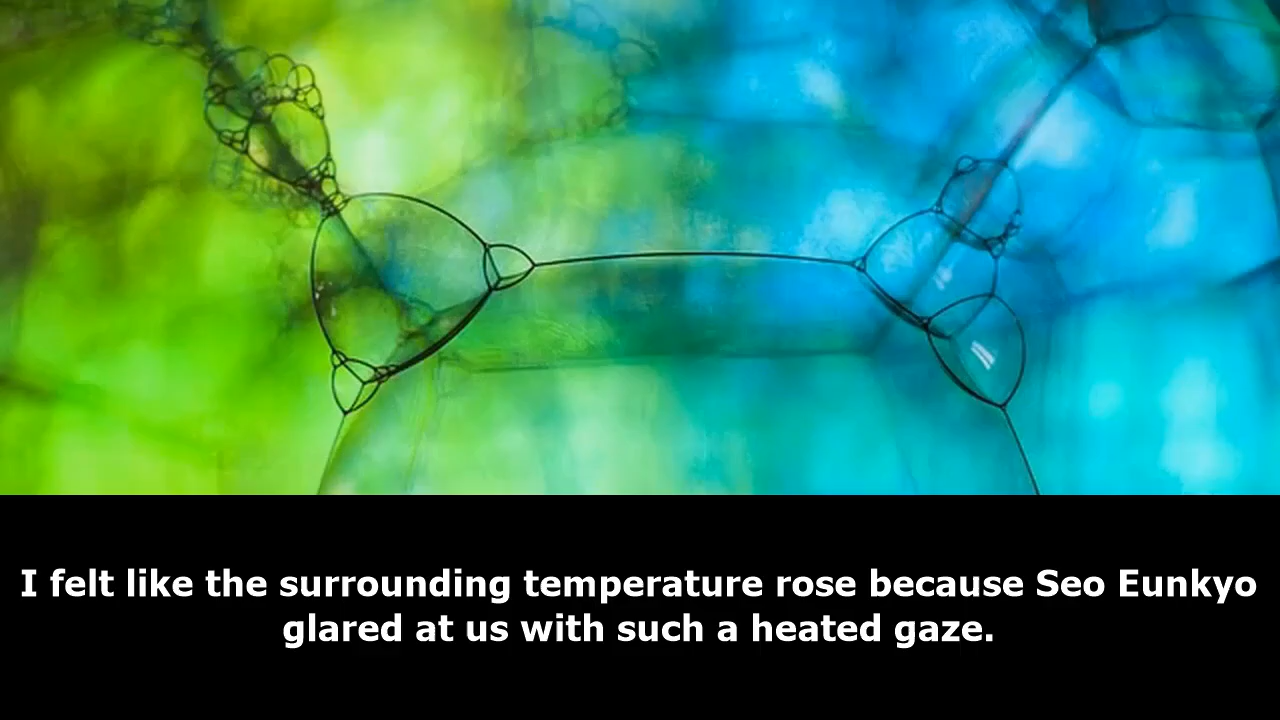 I felt like the surrounding temperature rose because Seo Eunkyo
glared at us with such a heated gaze.